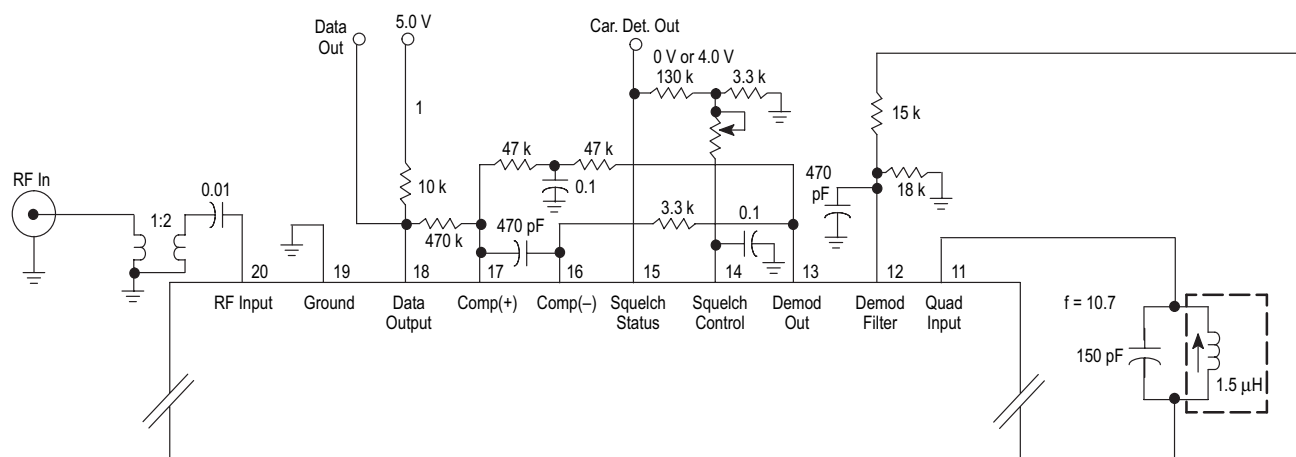 Data
Out
5.0 V
Car. Det. Out
0 V or 4.0 V
130 k
3.3 k
1
15 k
47 k
47 k
RF In
0.01
10 k
0.1
470
pF
18 k
1:2
470 k
470 pF
3.3 k
0.1
20
19
18
17
16
15
14
13
12
11
RF Input
Ground
Data
Output
Comp(+)
Comp(–)
Squelch
Status
Squelch
Control
Demod
Out
Demod
Filter
Quad
Input
f = 10.7
150 pF
1.5 μH